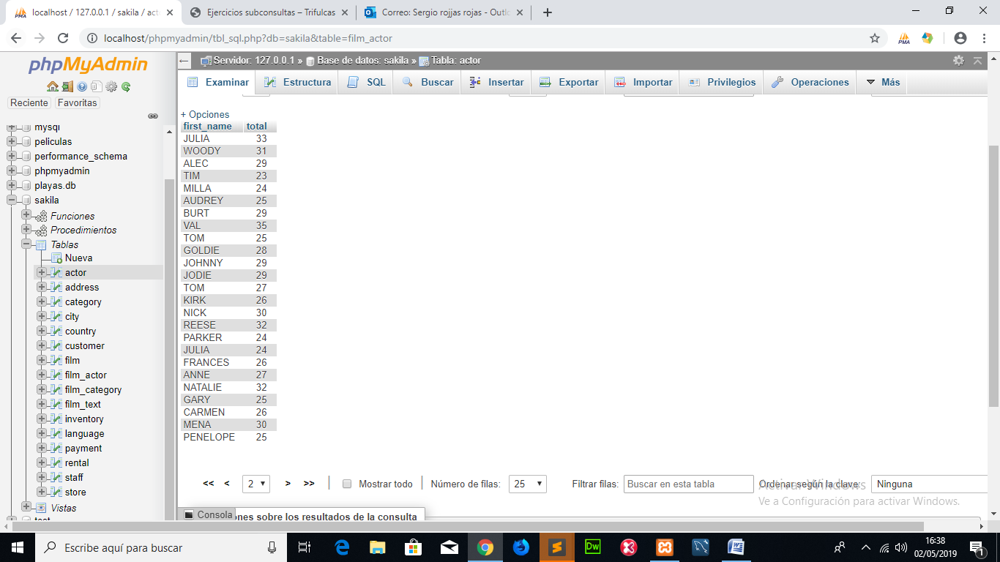 localhost / 127.0.0.1 / sakila / act
Ejercicios subconsultas – Trifulcas
Correo: Sergio rojjas rojas - Outl
localhost/phpmyadmin/tbl_sql.php?db=sakila&table=film_actor
PMA
phpMyAdmin
Reciente
Favoritas
mysql
peliculas
performance_schema
phpmyadmin
playas.db
sakila
Funciones
Procedimientos
Tablas
Nueva
actor
address
category
city
country
customer
film
film_actor
film_category
film_text
inventory
language
payment
rental
staff
store
Vistas
test
Servidor: 127.0.0.1 » Base de datos: sakila » Tabla: actor
Examinar Estructura SQL Buscar Insertar Exportar Importar Privilegios Operaciones Más
+ Opciones
first_name total
JULIA 33
WOODY 31
ALEC 29
TIM 23
MILLA 24
AUDREY 25
BURT 29
VAL 35
TOM 25
GOLDIE 28
JOHNNY 29
JODIE 29
TOM 27
KIRK 26
NICK 30
REESE 32
PARKER 24
JULIA 24
FRANCES 26
ANNE 27
NATALIE 32
GARY 25
CARMEN 26
MENA 30
PENELOPE 25
<< < 2 > >> Mostrar todo Número de filas: 25 Filtrar filas: Buscar en esta tabla Ordenar según la clave: Ninguna
Activar Windows
Ve a Configuración para activar Windows.
Consola
ones sobre los resultados de la consulta
Escribe aquí para buscar
Dw
16:38
02/05/2019
1